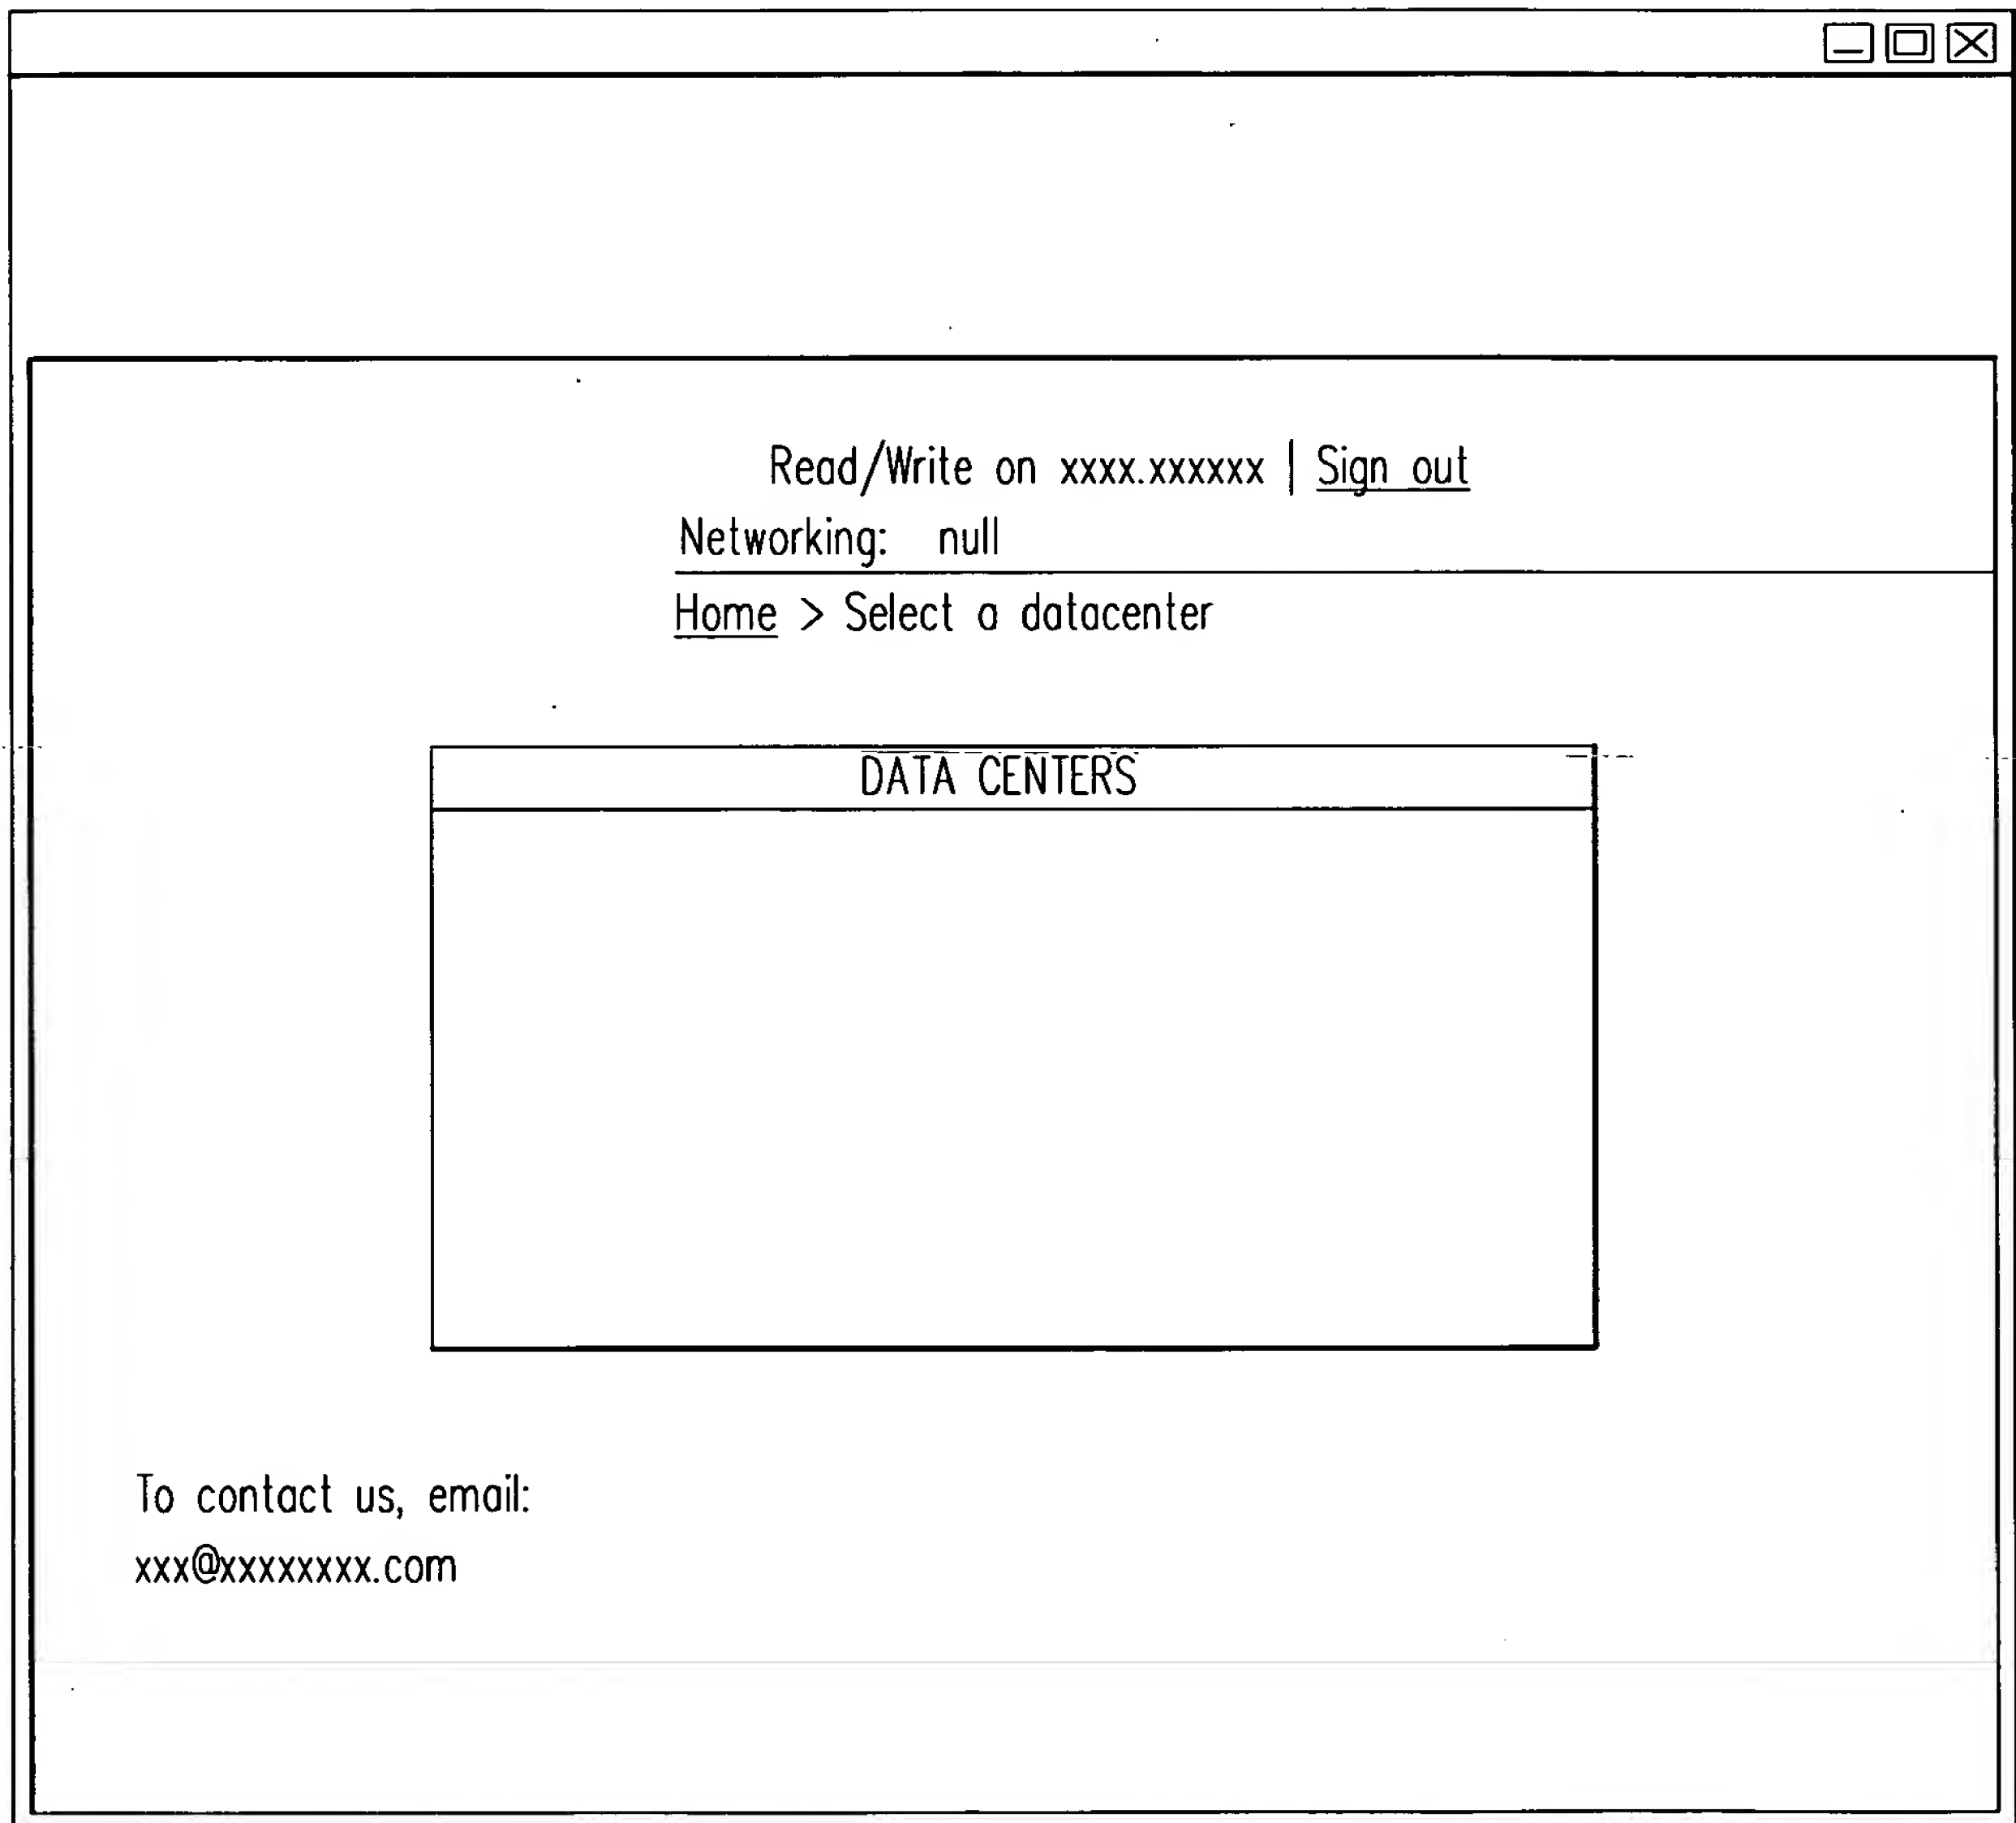 Read/Write on xxxx.xxxxxx | Sign out
Networking: null
Home > Select a datacenter
DATA CENTERS
To contact us, email:
xxx@xxxxxxxx.com